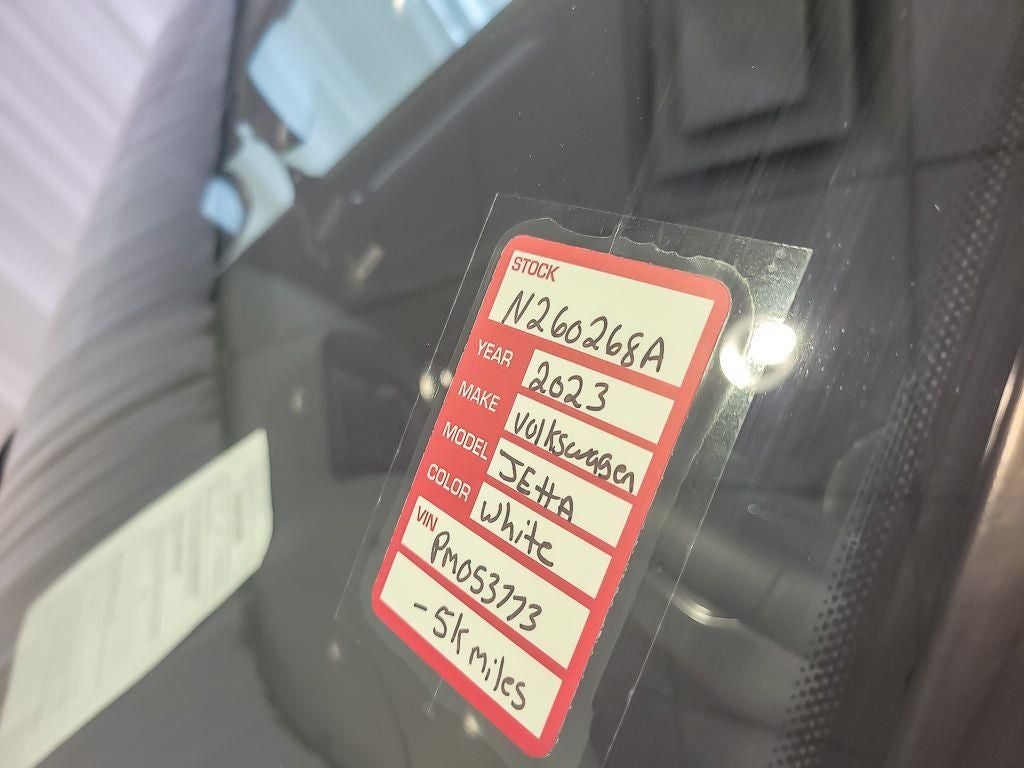 STOCK
N260268A
YEAR 2023
MAKE Volkswagen
MODEL JEttA
COLOR White
VIN
PM053773
-5k miles